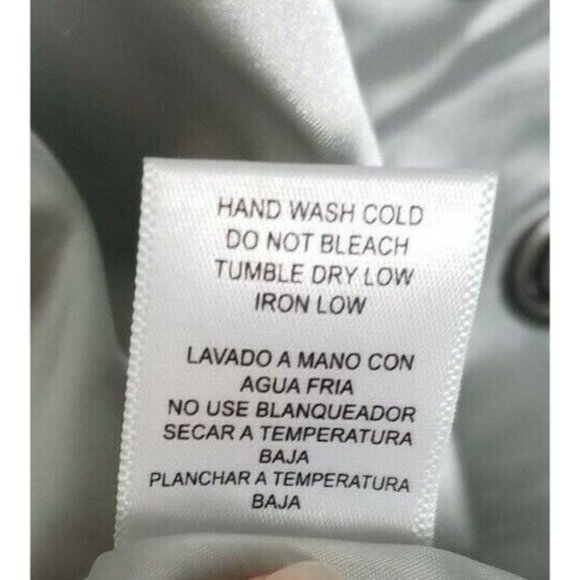 HAND WASH COLD
DO NOT BLEACH
TUMBLE DRY LOW
IRON LOW
LAVADO A MANO CON
AGUA FRIA
NO USE BLANQUEADOR
SECAR A TEMPERATURA
BAJA
PLANCHAR A TEMPERATURA
BAJA